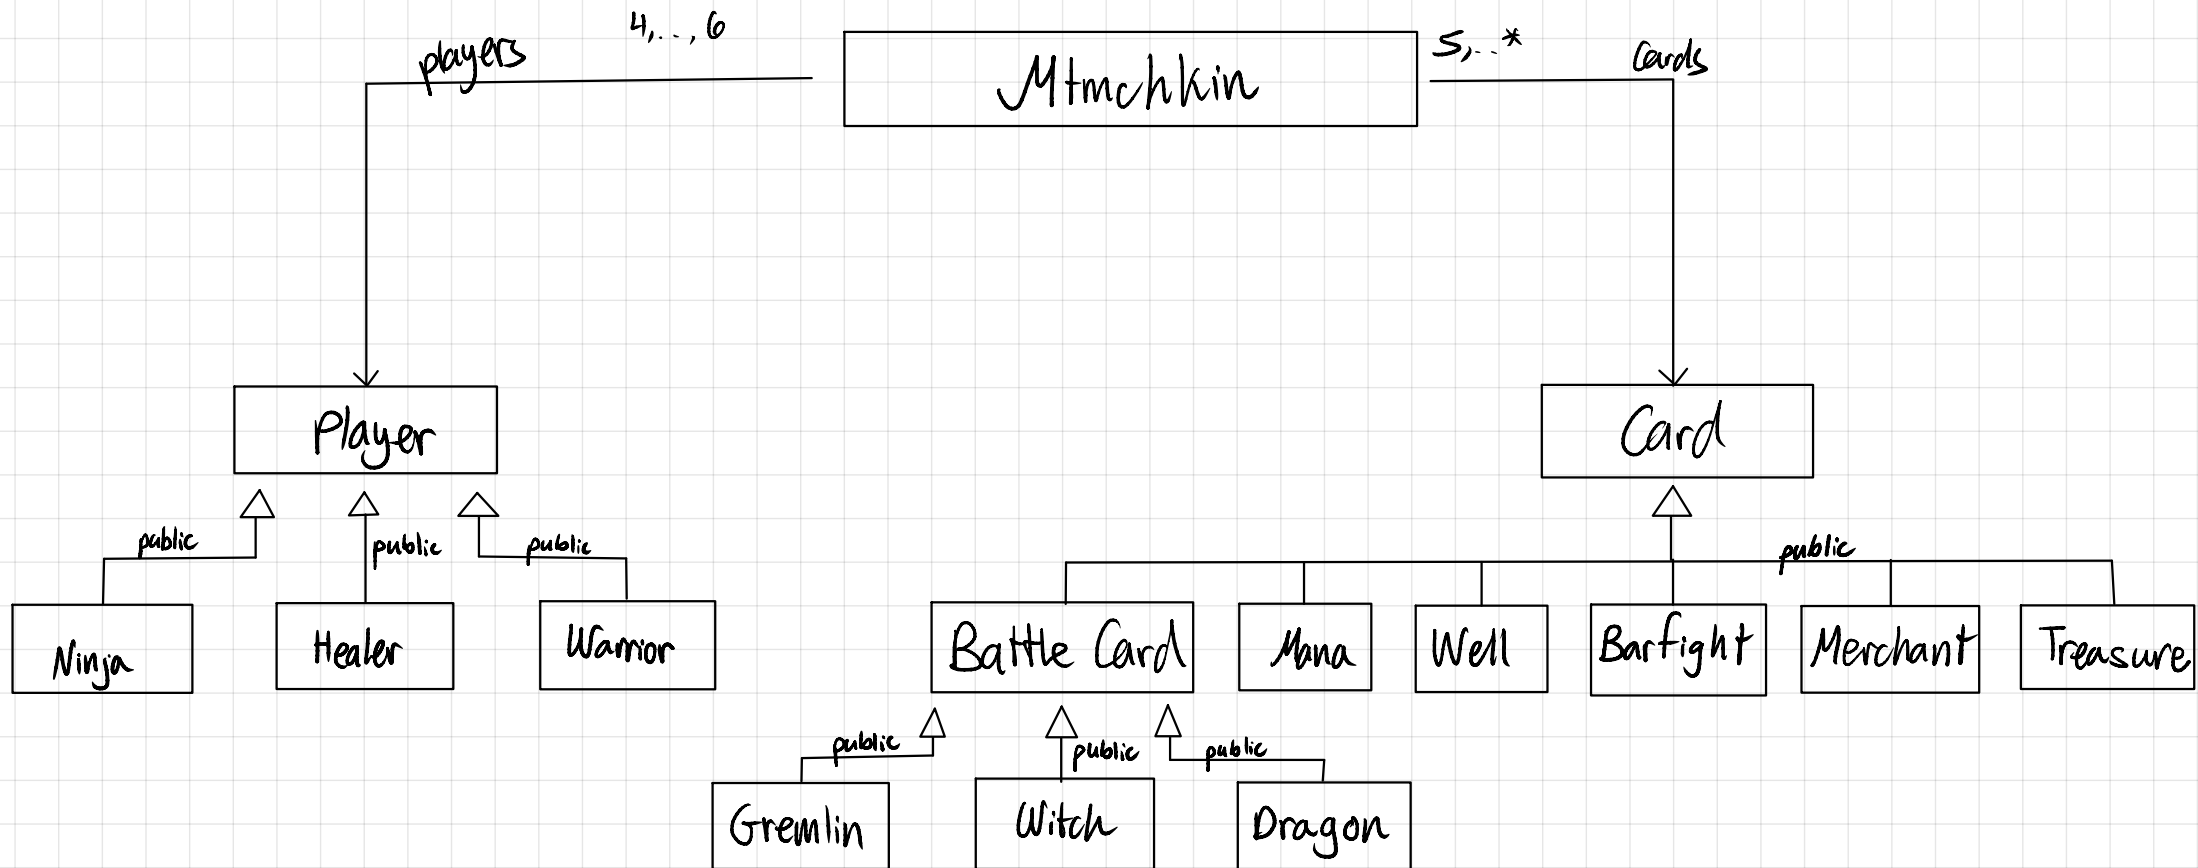 players
4,..,6
Mtmchkin
5,..*
Cards
Player
Card
public
public
public
public
Ninja
Healer
Warrior
Battle Card
Mana
Well
Barfight
Merchant
Treasure
public
public
public
Gremlin
Witch
Dragon